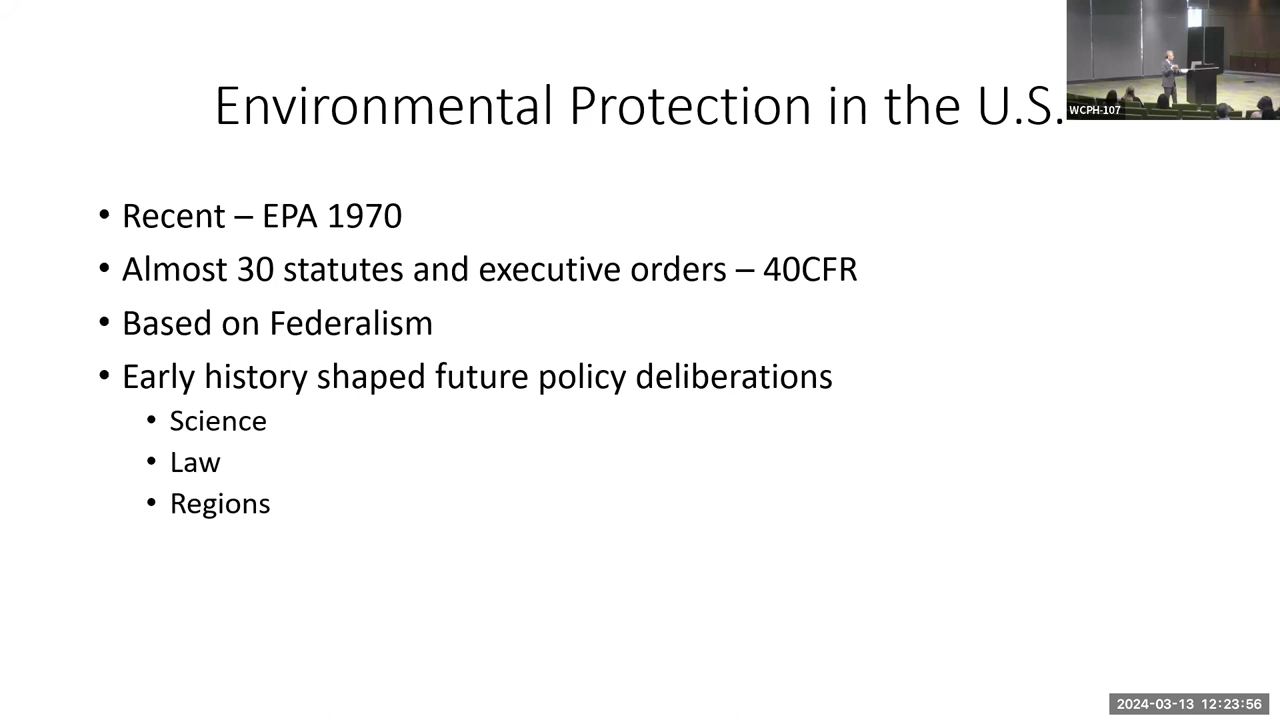 Environmental Protection in the U.S.
WCPH-107
• Recent – EPA 1970
• Almost 30 statutes and executive orders – 40CFR
• Based on Federalism
• Early history shaped future policy deliberations
• Science
• Law
• Regions
2024-03-13 12:23:56